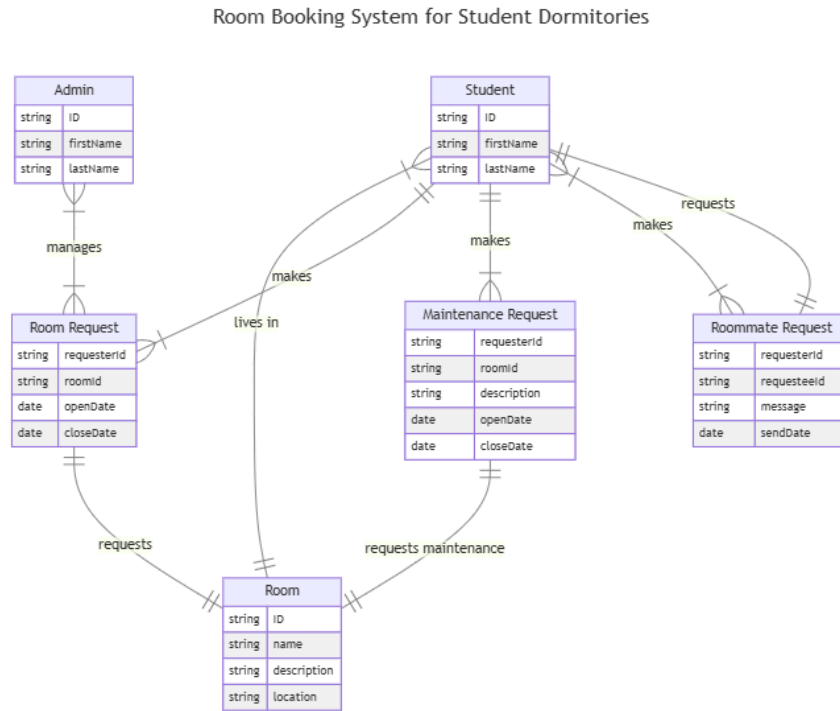 Room Booking System for Student Dormitories
Admin
string ID
string firstName
string lastName
Student
string ID
string firstName
string lastName
requests
makes
makes
manages
makes
lives in
Room Request
string requesterId
string roomId
date openDate
date closeDate
Maintenance Request
string requesterId
string roomId
string description
date openDate
date closeDate
Roommate Request
string requesterId
string requesteeId
string message
date sendDate
requests
requests maintenance
Room
string ID
string name
string description
string location